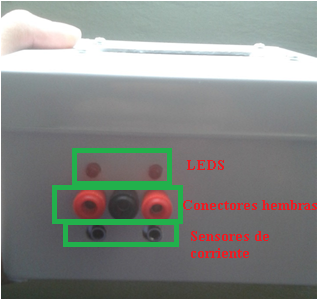 LEDS
Conectores hembras
Sensores de
corriente